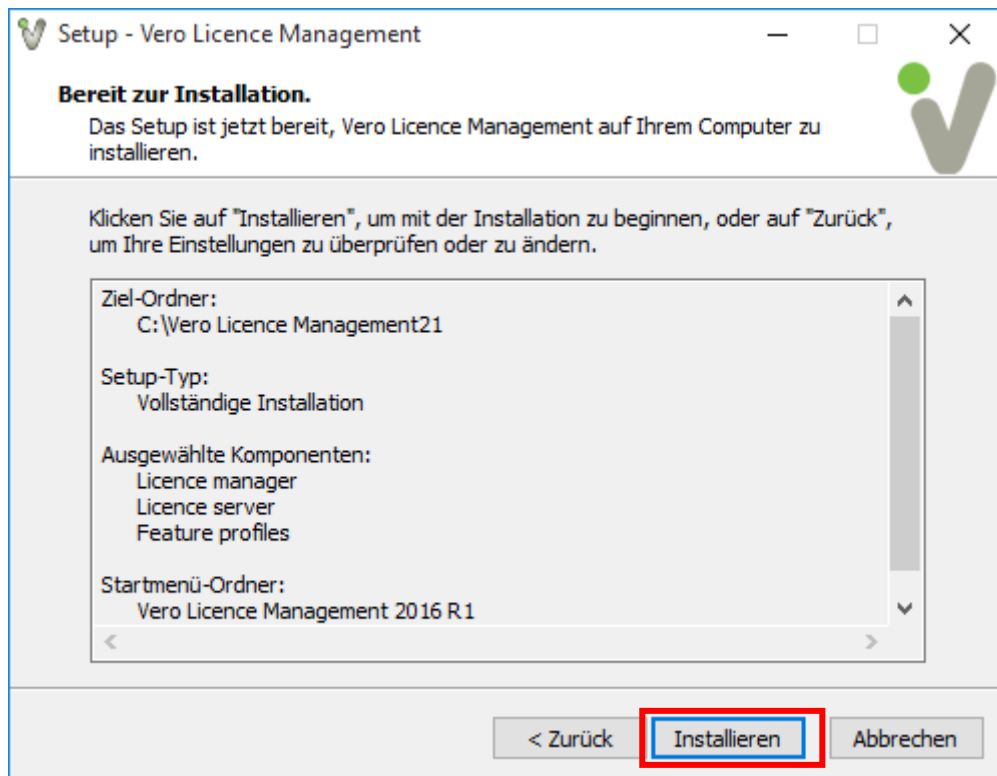 Setup - Vero Licence Management
Bereit zur Installation.
Das Setup ist jetzt bereit, Vero Licence Management auf Ihrem Computer zu
installieren.
Klicken Sie auf "Installieren", um mit der Installation zu beginnen, oder auf "Zurück",
um Ihre Einstellungen zu überprüfen oder zu ändern.
Ziel-Ordner:
C:\Vero Licence Management21
Setup-Typ:
Vollständige Installation
Ausgewählte Komponenten:
Licence manager
Licence server
Feature profiles
Startmenü-Ordner:
Vero Licence Management 2016 R1
< Zurück
Installieren
Abbrechen